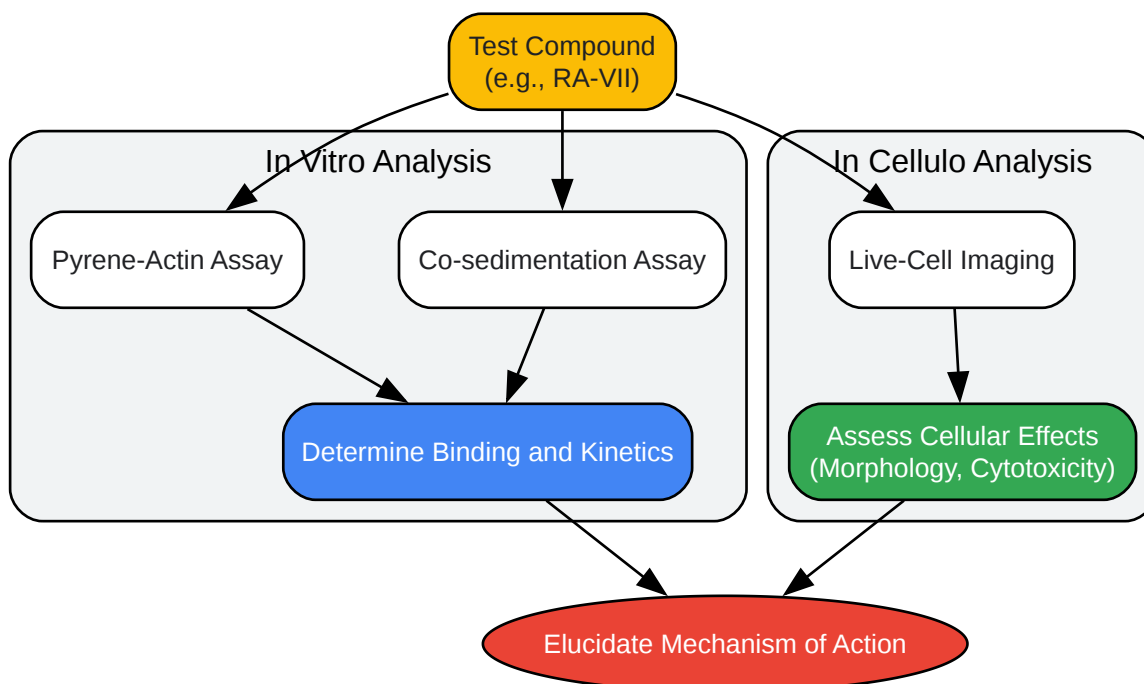 Test Compound
(e.g., RA-VII)
In Vitro Analysis
In Cellulo Analysis
Pyrene-Actin Assay
Co-sedimentation Assay
Live-Cell Imaging
Determine Binding and Kinetics
Assess Cellular Effects
(Morphology, Cytotoxicity)
Elucidate Mechanism of Action